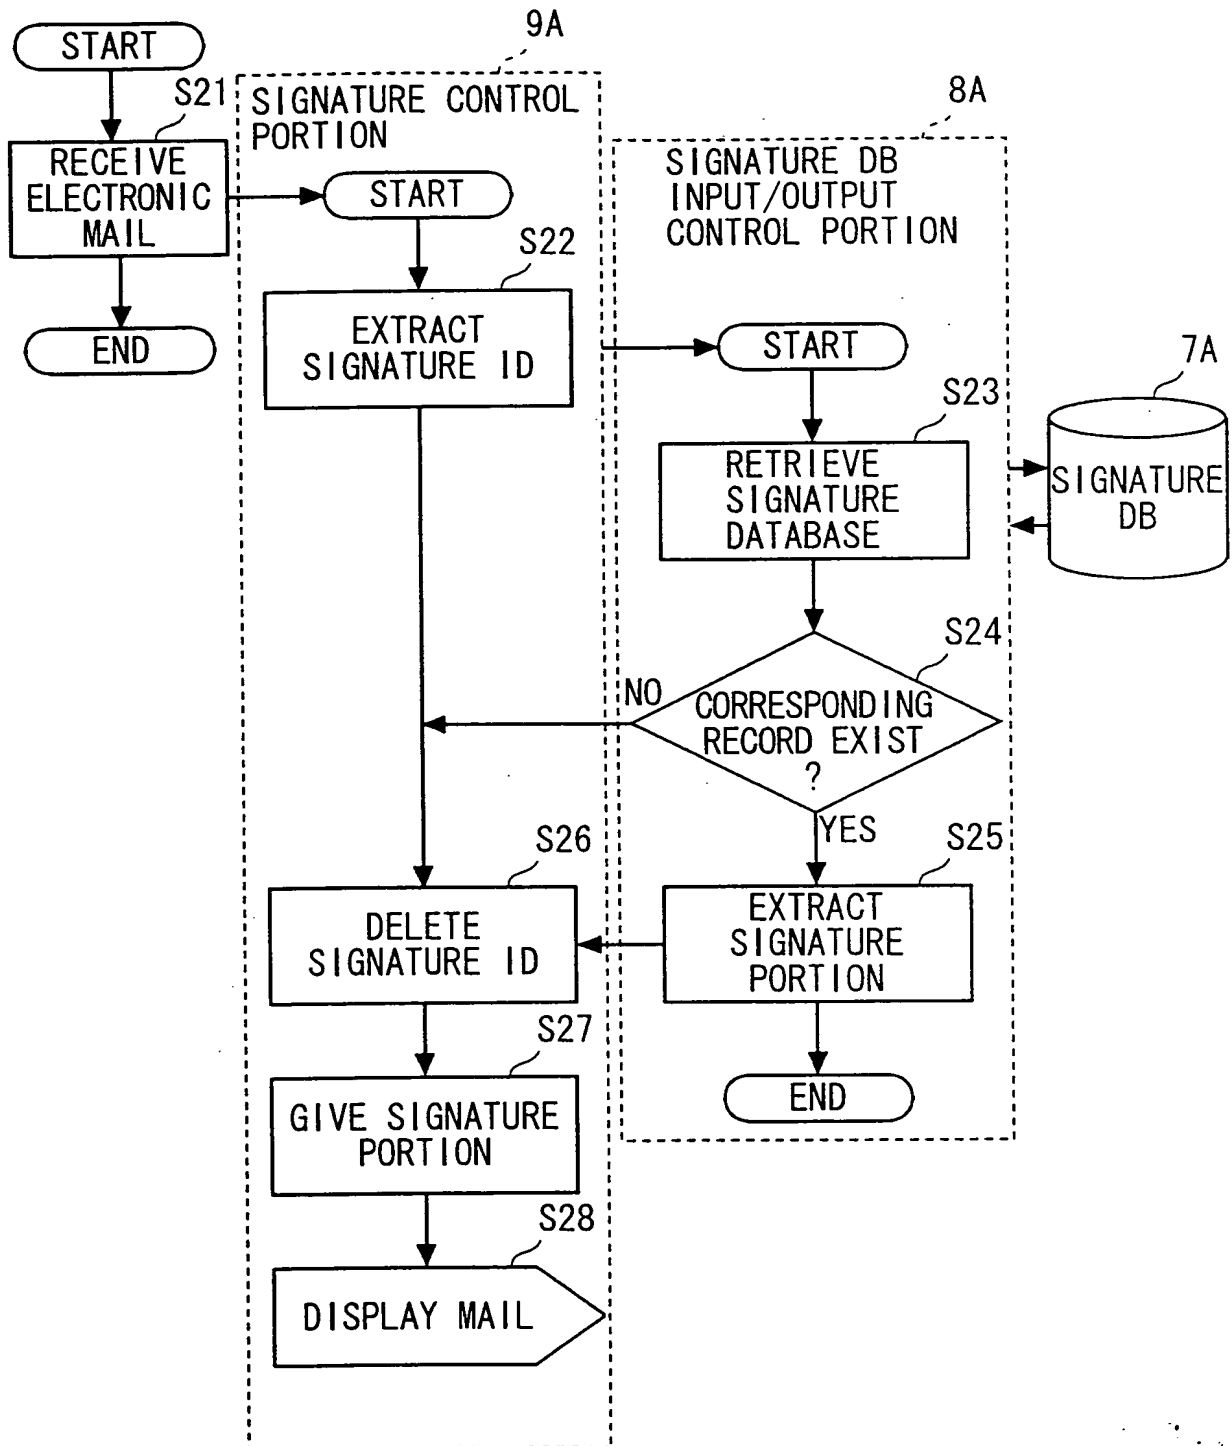 START
S21
RECEIVE
ELECTRONIC
MAIL
END
9A
SIGNATURE CONTROL
PORTION
START
S22
EXTRACT
SIGNATURE ID
8A
SIGNATURE DB
INPUT/OUTPUT
CONTROL PORTION
START
S23
RETRIEVE
SIGNATURE
DATABASE
7A
SIGNATURE
DB
S24
NO
CORRESPONDING
RECORD EXIST
?
YES
S25
EXTRACT
SIGNATURE
PORTION
END
S26
DELETE
SIGNATURE ID
S27
GIVE SIGNATURE
PORTION
S28
DISPLAY MAIL